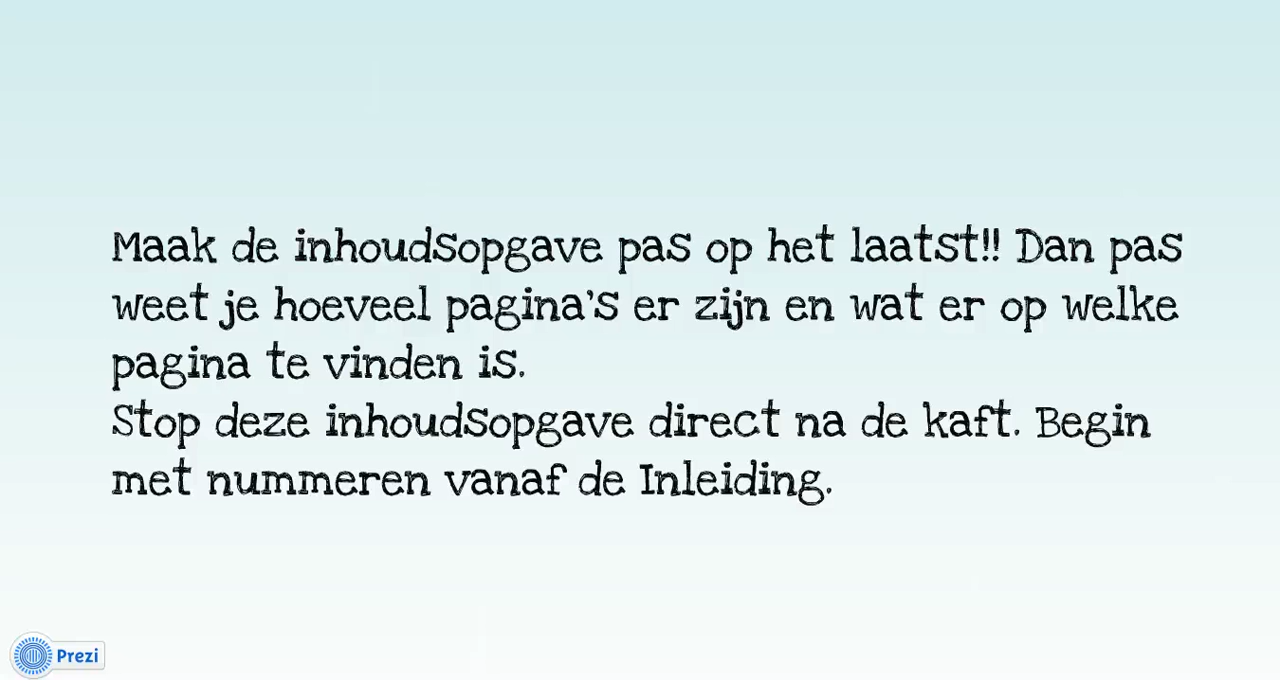 Maak de inhoudsopgave pas op het laatst!! Dan pas
weet je hoeveel pagina's er zijn en wat er op welke
pagina te vinden is.
Stop deze inhoudsopgave direct na de kaft. Begin
met nummeren vanaf de Inleiding.
Prezi